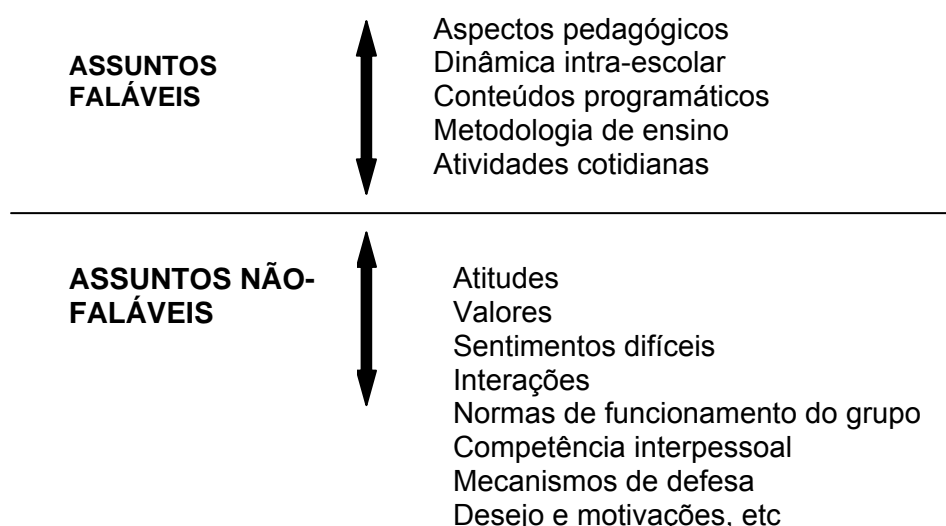 ASSUNTOS
FALÁVEIS
Aspectos pedagógicos
Dinâmica intra-escolar
Conteúdos programáticos
Metodologia de ensino
Atividades cotidianas
ASSUNTOS NÃO-
FALÁVEIS
Atitudes
Valores
Sentimentos difíceis
Interações
Normas de funcionamento do grupo
Competência interpessoal
Mecanismos de defesa
Desejo e motivações, etc